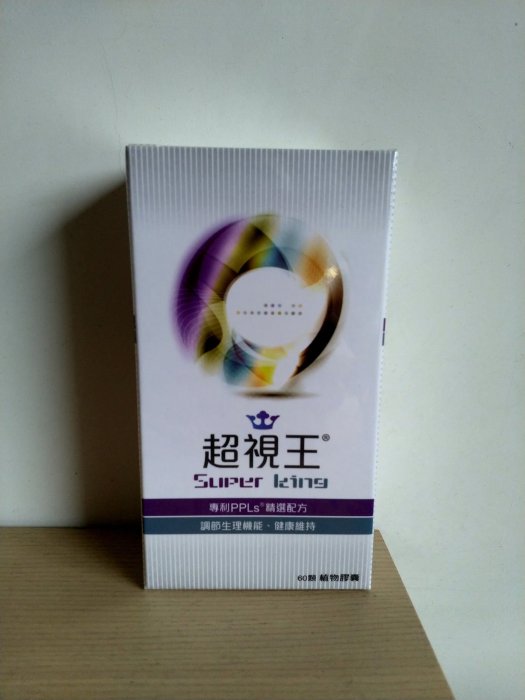 超視王®
Super King
專利PPLs®精選配方
調節生理機能、健康維持
60顆 植物膠囊